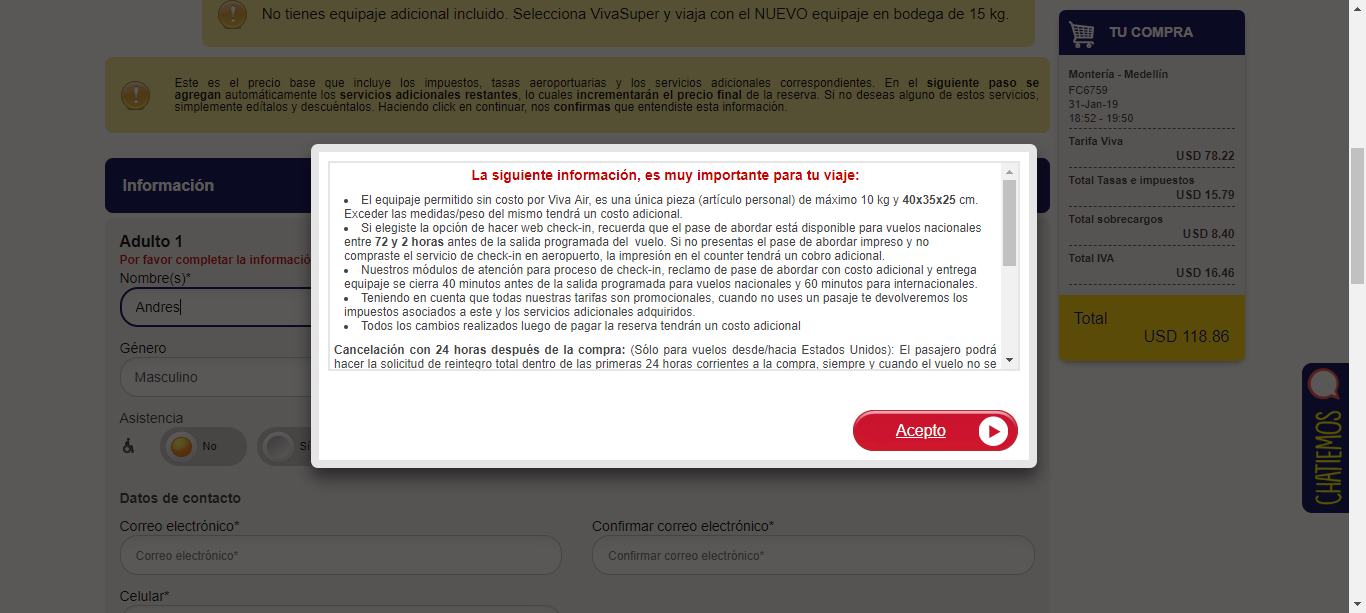 No tienes equipaje adicional incluido. Selecciona VivaSuper y viaja con el NUEVO equipaje en bodega de 15 kg.
Este es el precio base que incluye los impuestos, tasas aeroportuarias y los servicios adicionales correspondientes. En el siguiente paso se
agregan automáticamente los servicios adicionales restantes, lo cuales incrementarán el precio final de la reserva. Si no deseas alguno de estos servicios,
simplemente edítalos y descuéntalos. Haciendo click en continuar, nos confirmas que entendiste esta información.
Información
Adulto 1
Por favor completar la informació
Nombre(s)*
Andres
Género
Masculino
Asistencia
No
Sí
Datos de contacto
Correo electrónico*
Correo electrónico*
Confirmar correo electrónico*
Confirmar correo electrónico*
Celular*
La siguiente información, es muy importante para tu viaje:
• El equipaje permitido sin costo por Viva Air, es una única pieza (artículo personal) de máximo 10 kg y 40x35x25 cm.
Exceder las medidas/peso del mismo tendrá un costo adicional.
• Si elegiste la opción de hacer web check-in, recuerda que el pase de abordar está disponible para vuelos nacionales
entre 72 y 2 horas antes de la salida programada del vuelo. Si no presentas el pase de abordar impreso y no
compraste el servicio de check-in en aeropuerto, la impresión en el counter tendrá un cobro adicional.
• Nuestros módulos de atención para proceso de check-in, reclamo de pase de abordar con costo adicional y entrega
equipaje se cierra 40 minutos antes de la salida programada para vuelos nacionales y 60 minutos para internacionales.
• Teniendo en cuenta que todas nuestras tarifas son promocionales, cuando no uses un pasaje te devolveremos los
impuestos asociados a este y los servicios adicionales adquiridos.
• Todos los cambios realizados luego de pagar la reserva tendrán un costo adicional
Cancelación con 24 horas después de la compra: (Sólo para vuelos desde/hacia Estados Unidos): El pasajero podrá
hacer la solicitud de reintegro total dentro de las primeras 24 horas corrientes a la compra, siempre y cuando el vuelo no se
Acepto
TU COMPRA
Montería - Medellín
FC6759
31-Jan-19
18:52 - 19:50
Tarifa Viva
USD 78.22
Total Tasas e impuestos
USD 15.79
Total sobrecargos
USD 8.40
Total IVA
USD 16.46
Total
USD 118.86
CHATIEMOS